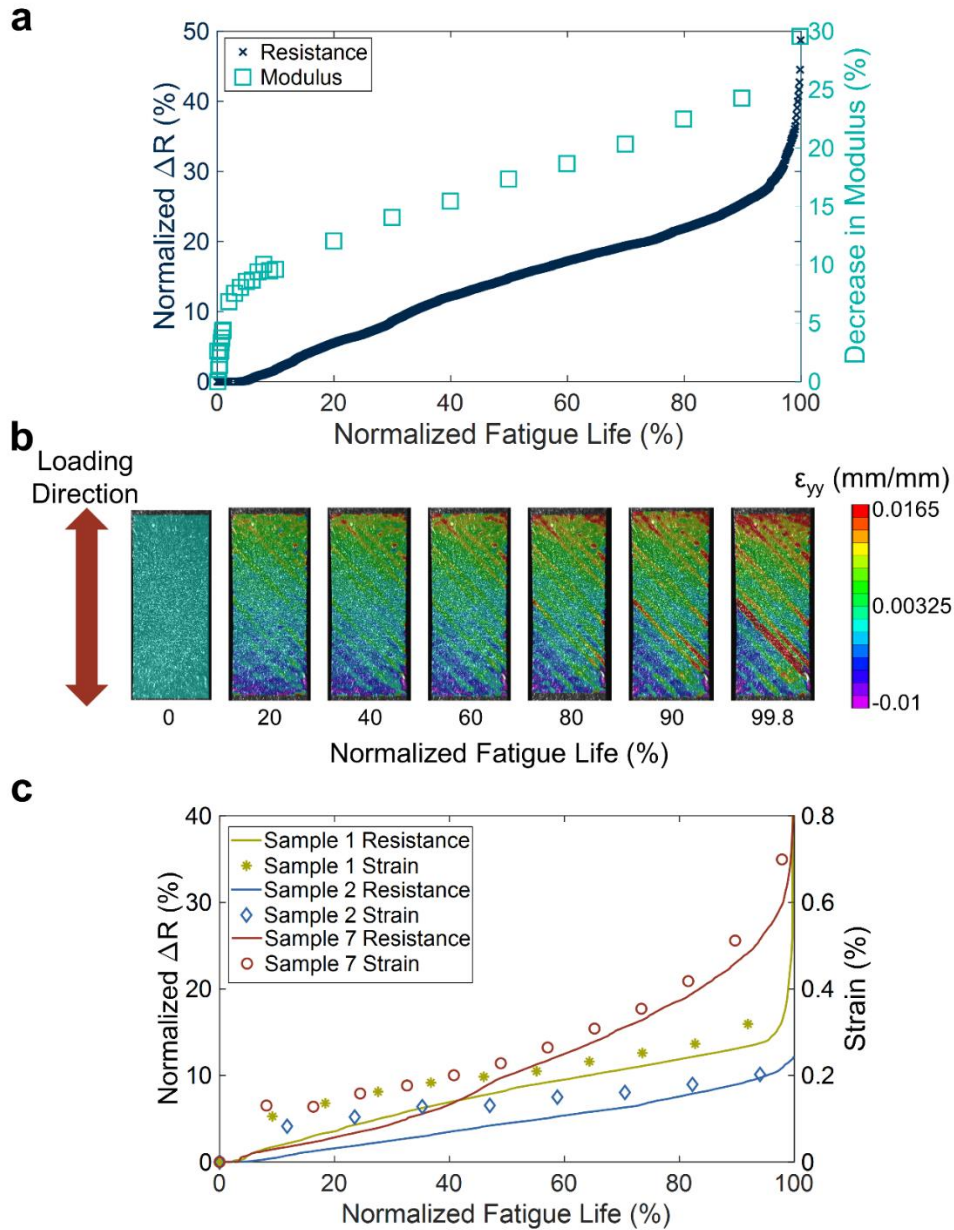 a
50
40
30
20
10
0
Normalized ΔR (%)
Resistance
Modulus
30
25
20
15
10
5
0
Decrease in Modulus (%)
0 20 40 60 80 100
Normalized Fatigue Life (%)
b
Loading
Direction
εyy (mm/mm)
0.0165
0.00325
-0.01
0 20 40 60 80 90 99.8
Normalized Fatigue Life (%)
c
40
30
20
10
0
Normalized ΔR (%)
Sample 1 Resistance
Sample 1 Strain
Sample 2 Resistance
Sample 2 Strain
Sample 7 Resistance
Sample 7 Strain
0.8
0.6
0.4
0.2
0
Strain (%)
0 20 40 60 80 100
Normalized Fatigue Life (%)